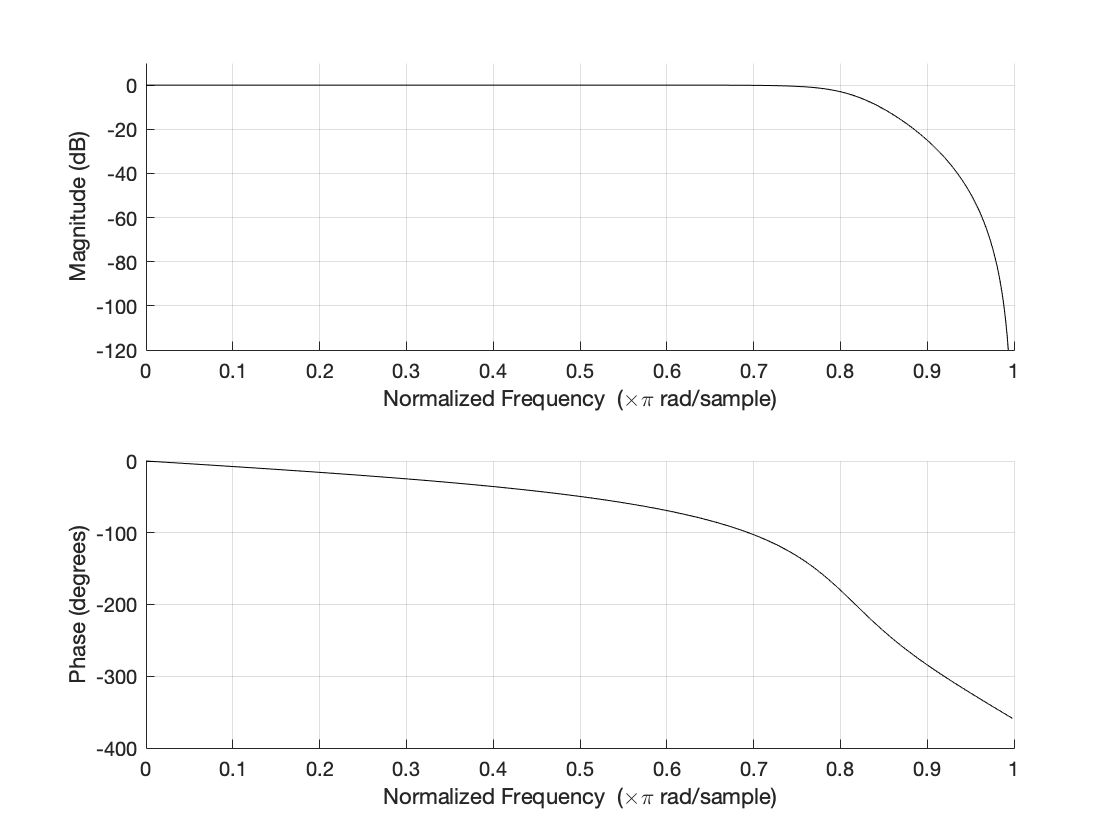 Magnitude (dB)
0
-20
-40
-60
-80
-100
-120
0 0.1 0.2 0.3 0.4 0.5 0.6 0.7 0.8 0.9 1
Normalized Frequency (×π rad/sample)
Phase (degrees)
0
-100
-200
-300
-400
0 0.1 0.2 0.3 0.4 0.5 0.6 0.7 0.8 0.9 1
Normalized Frequency (×π rad/sample)